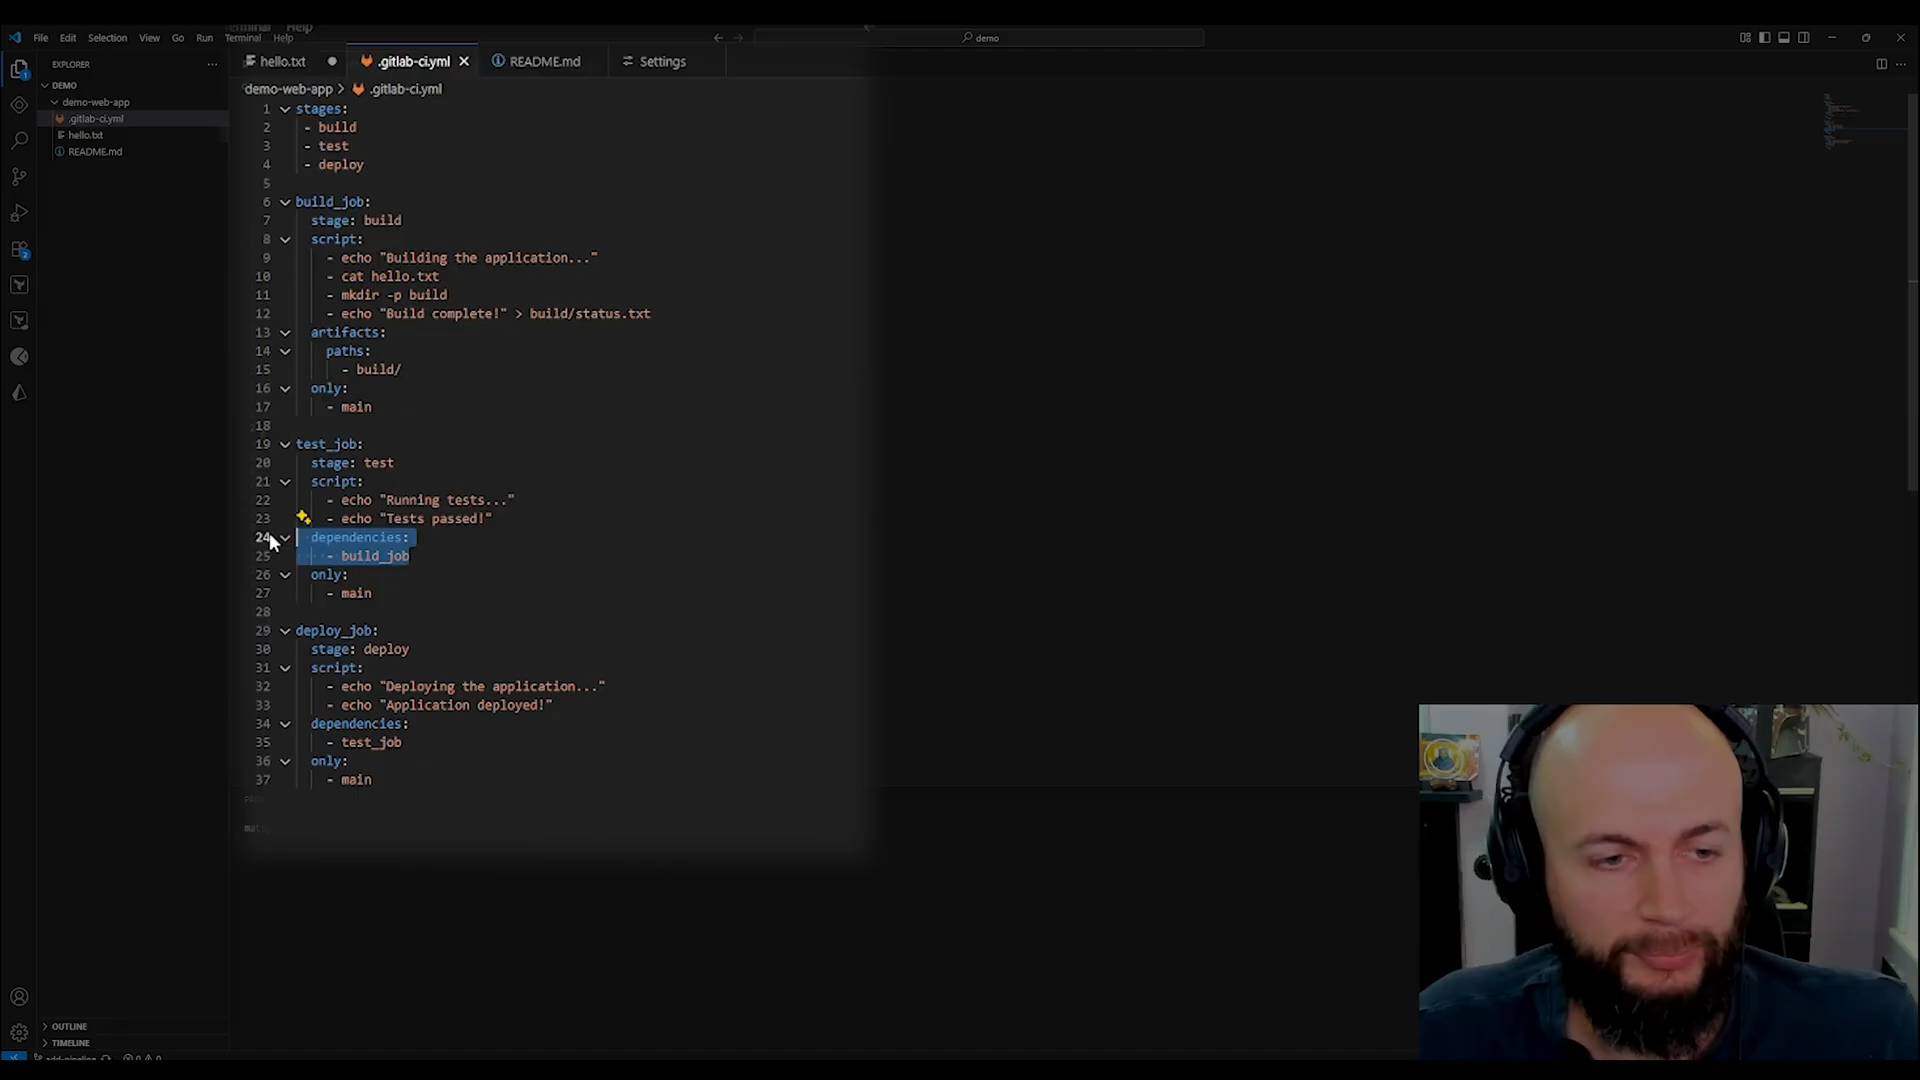 Terminal Help
File Edit Selection View Go Run Terminal Help
demo
EXPLORER
hello.txt
.gitlab-ci.yml
README.md
Settings
DEMO
demo-web-app
.gitlab-ci.yml
hello.txt
README.md
demo-web-app > .gitlab-ci.yml
1 stages:
2 - build
3 - test
4 - deploy
5
6 build_job:
7 stage: build
8 script:
9 - echo "Building the application..."
10 - cat hello.txt
11 - mkdir -p build
12 - echo "Build complete!" > build/status.txt
13 artifacts:
14 paths:
15 - build/
16 only:
17 - main
18
19 test_job:
20 stage: test
21 script:
22 - echo "Running tests..."
23 - echo "Tests passed!"
24 dependencies:
25 - build_job
26 only:
27 - main
28
29 deploy_job:
30 stage: deploy
31 script:
32 - echo "Deploying the application..."
33 - echo "Application deployed!"
34 dependencies:
35 - test_job
36 only:
37 - main
1
2
OUTLINE
TIMELINE
add-pipeline